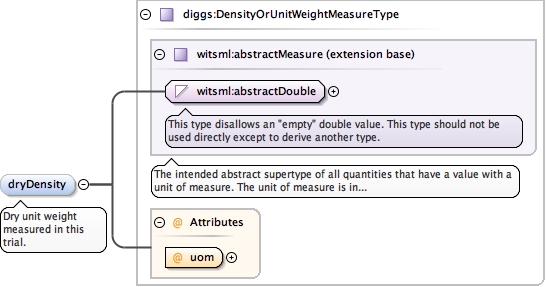 diggs:DensityOrUnitWeightMeasureType
witsml:abstractMeasure (extension base)
witsml:abstractDouble
This type disallows an "empty" double value. This type should not be
used directly except to derive another type.
The intended abstract supertype of all quantities that have a value with a
unit of measure. The unit of measure is in...
dryDensity
Dry unit weight
measured in this
trial.
@ Attributes
@ uom